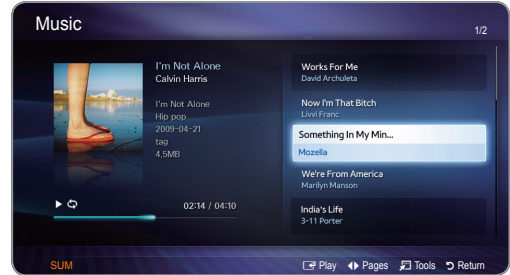 Music
1/2
I'm Not Alone
Calvin Harris
I'm Not Alone
Hip pop
2009-04-21
tag
4,5MB
02:14 / 04:10
Works For Me
David Archuleta
Now I'm That Bitch
Livvi Franc
Something In My Min...
Mozella
We're From America
Marilyn Manson
India's Life
3-11 Porter
SUM
Play Pages Tools Return